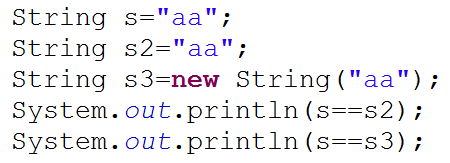 String s="aa";
String s2="aa";
String s3=new String("aa");
System.out.println(s==s2);
System.out.println(s==s3);